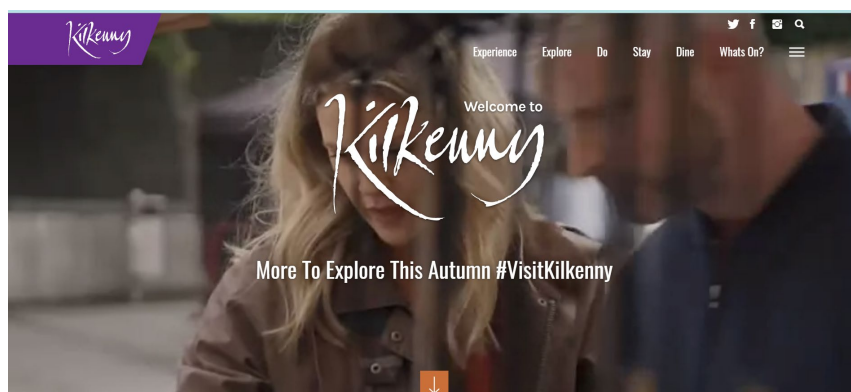 Kilkenny
Experience Explore Do Stay Dine Whats On?
Welcome to
Kilkenny
More To Explore This Autumn #VisitKilkenny